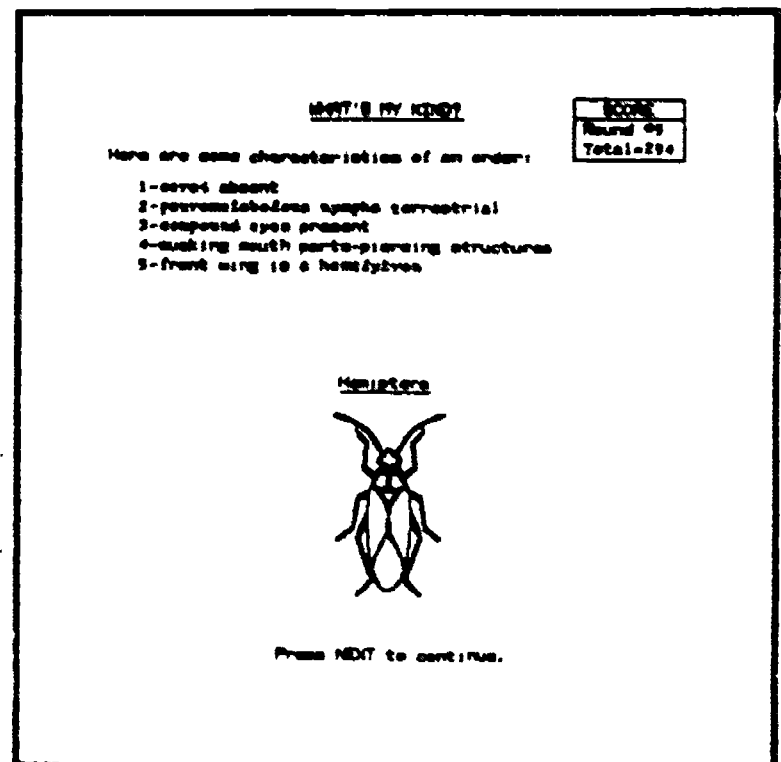 WHAT'S MY KIND?
SCORE
Round #5
Total=294
Here are some characteristics of an order:
1-cerci absent
2-paurometabolous nymphs terrestrial
3-compound eyes present
4-sucking mouth parts-piercing structures
5-front wing is a hemelytron
Hemiptera
Press NEXT to continue.